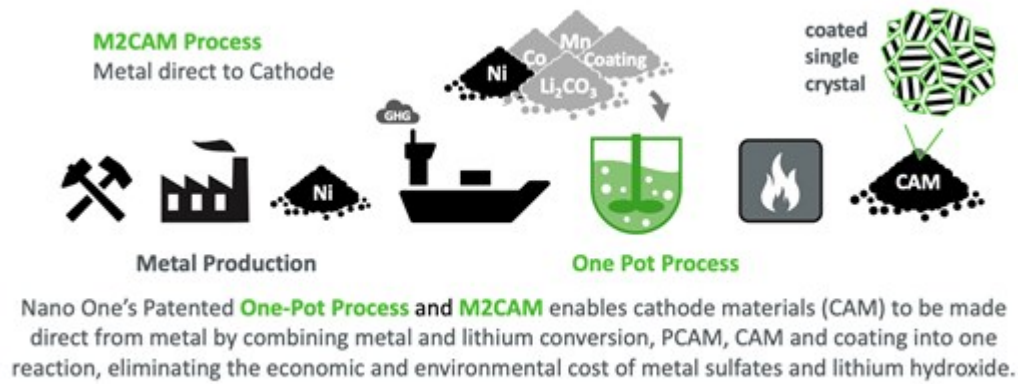 M2CAM Process
Metal direct to Cathode
Mn
Co
Coating
Ni
Li₂CO₃
coated
single
crystal
GHG
Ni
CAM
Metal Production
One Pot Process
Nano One's Patented One-Pot Process and M2CAM enables cathode materials (CAM) to be made
direct from metal by combining metal and lithium conversion, PCAM, CAM and coating into one
reaction, eliminating the economic and environmental cost of metal sulfates and lithium hydroxide.